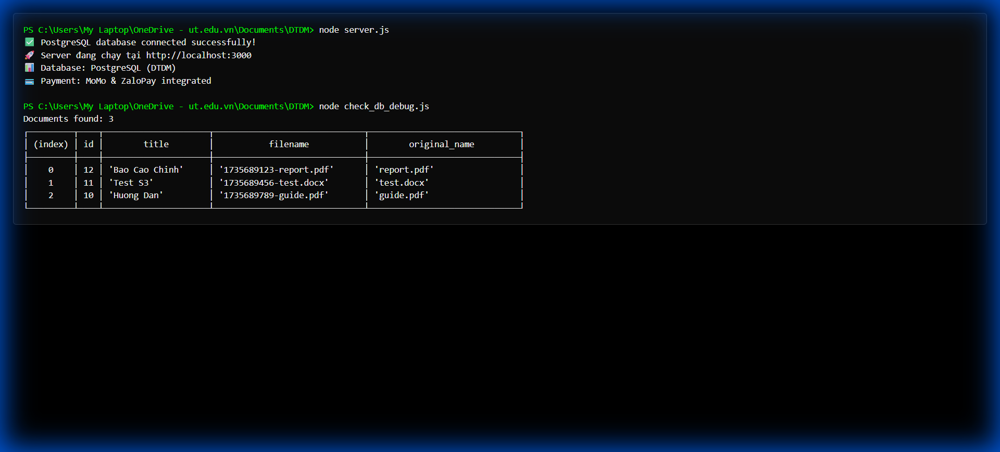 PS C:\Users\My Laptop\OneDrive - ut.edu.vn\Documents\DTDM> node server.js
✅ PostgreSQL database connected successfully!
🚀 Server đang chạy tại http://localhost:3000
📊 Database: PostgreSQL (DTDM)
💳 Payment: MoMo & ZaloPay integrated
PS C:\Users\My Laptop\OneDrive - ut.edu.vn\Documents\DTDM> node check_db_debug.js
Documents found: 3
(index) id title filename original_name
0 12 'Bao Cao Chinh' '1735689123-report.pdf' 'report.pdf'
1 11 'Test S3' '1735689456-test.docx' 'test.docx'
2 10 'Huong Dan' '1735689789-guide.pdf' 'guide.pdf'